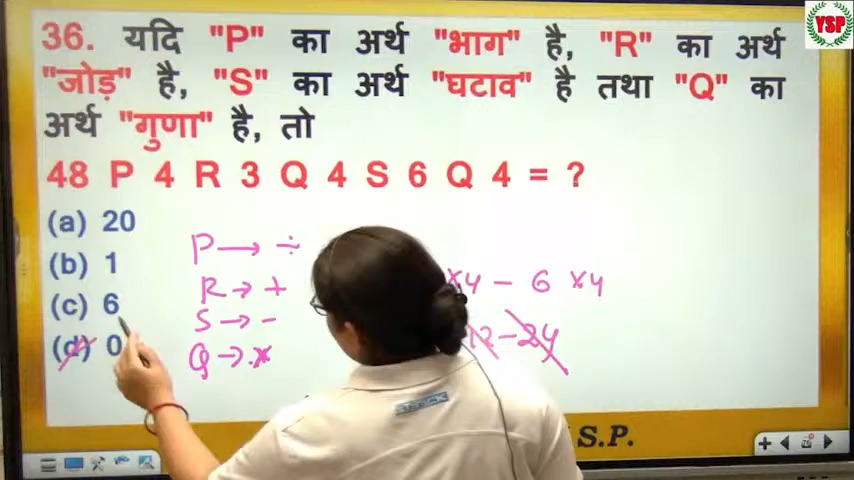 36. यदि "P" का अर्थ "भाग" है, "R" का अर्थ
"जोड़" है, "S" का अर्थ "घटाव" है तथा "Q" का
अर्थ "गुणा" है, तो
48 P 4 R 3 Q 4 S 6 Q 4 = ?
(a) 20
(b) 1
(c) 6
(d) 0
P → ÷
R → +
S → -
Q → ×
×4 - 6 ×4
12 - 24
S.P.
YSP